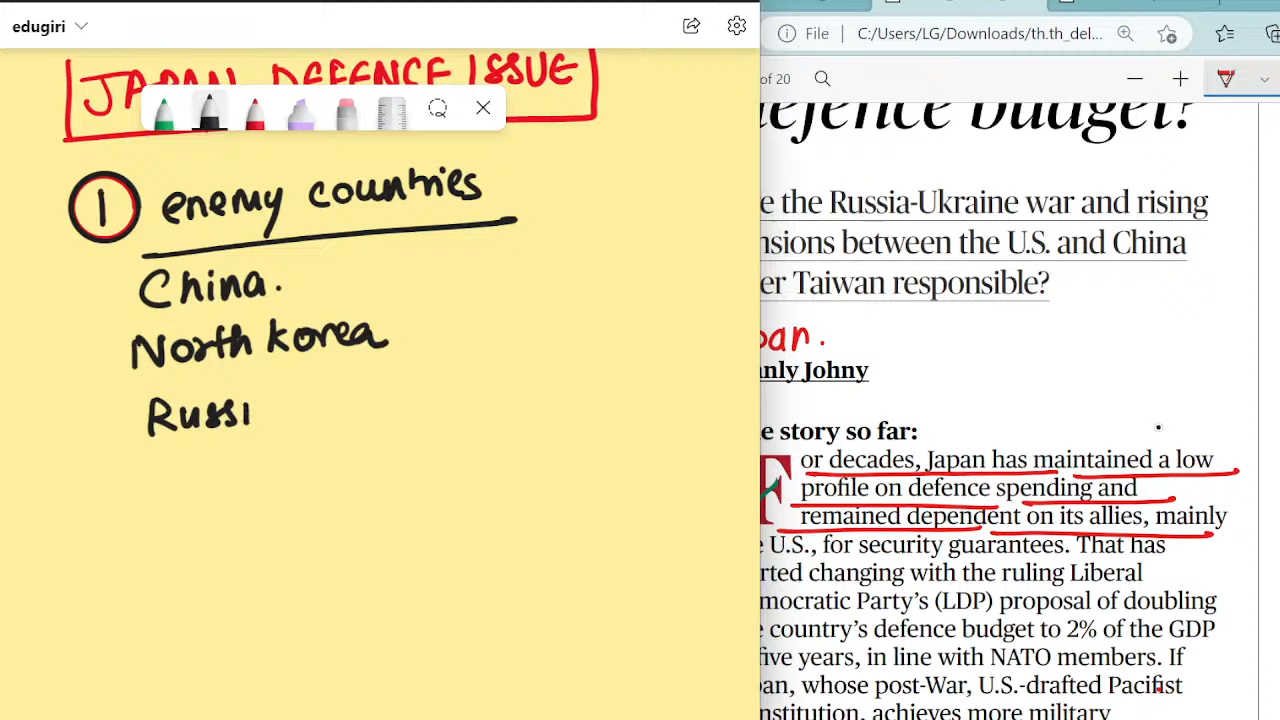 edugiri
JAPAN DEFENCE ISSUE
1 enemy countries
China.
North Korea
Russi
File C:/Users/LG/Downloads/th.th_del...
of 20
defence budget?
e the Russia-Ukraine war and rising
nsions between the U.S. and China
er Taiwan responsible?
pan.
anly Johny
e story so far:
For decades, Japan has maintained a low
profile on defence spending and
remained dependent on its allies, mainly
e U.S., for security guarantees. That has
rted changing with the ruling Liberal
mocratic Party's (LDP) proposal of doubling
e country's defence budget to 2% of the GDP
five years, in line with NATO members. If
pan, whose post-War, U.S.-drafted Pacifist
nstitution, achieves more military